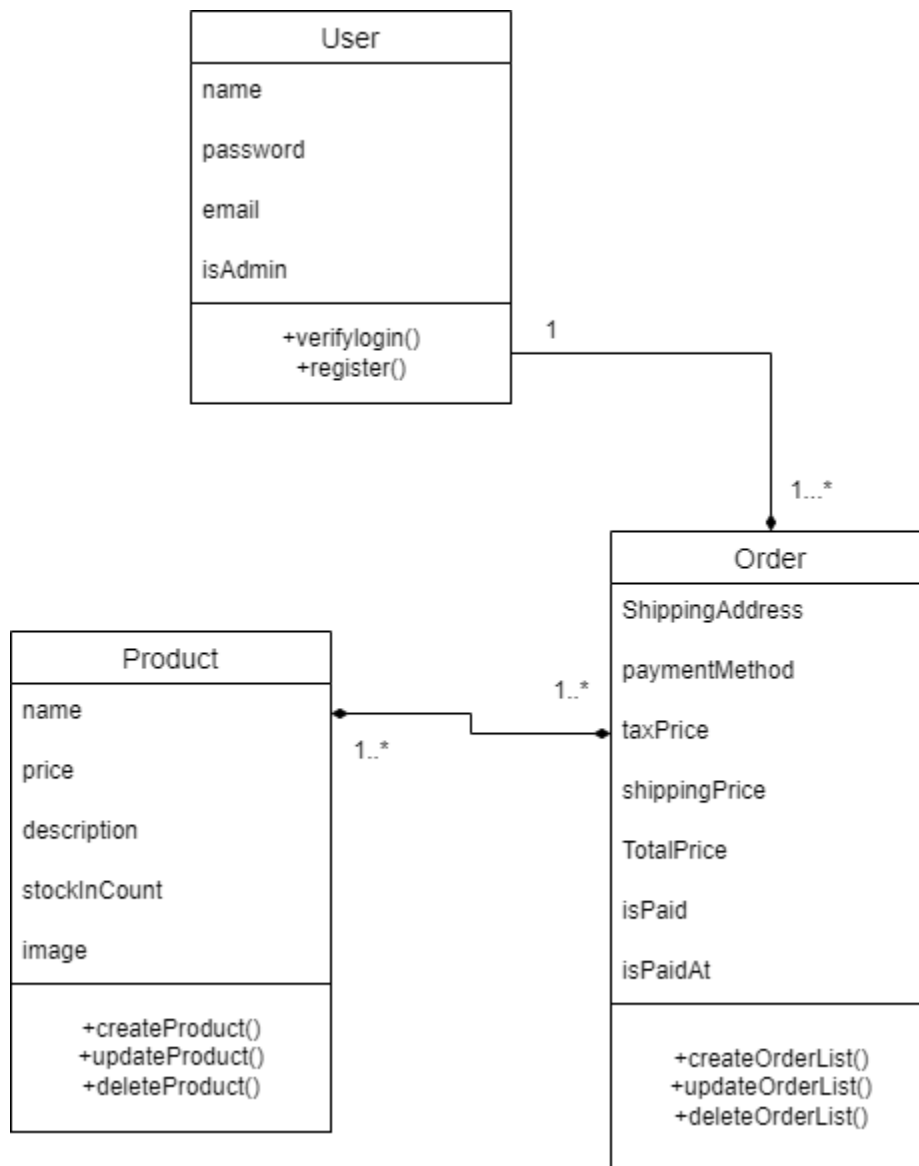 User
name
password
email
isAdmin
+verifylogin()
+register()
1
1...*
Order
ShippingAddress
paymentMethod
taxPrice
shippingPrice
TotalPrice
isPaid
isPaidAt
+createOrderList()
+updateOrderList()
+deleteOrderList()
1..*
1..*
Product
name
price
description
stockInCount
image
+createProduct()
+updateProduct()
+deleteProduct()